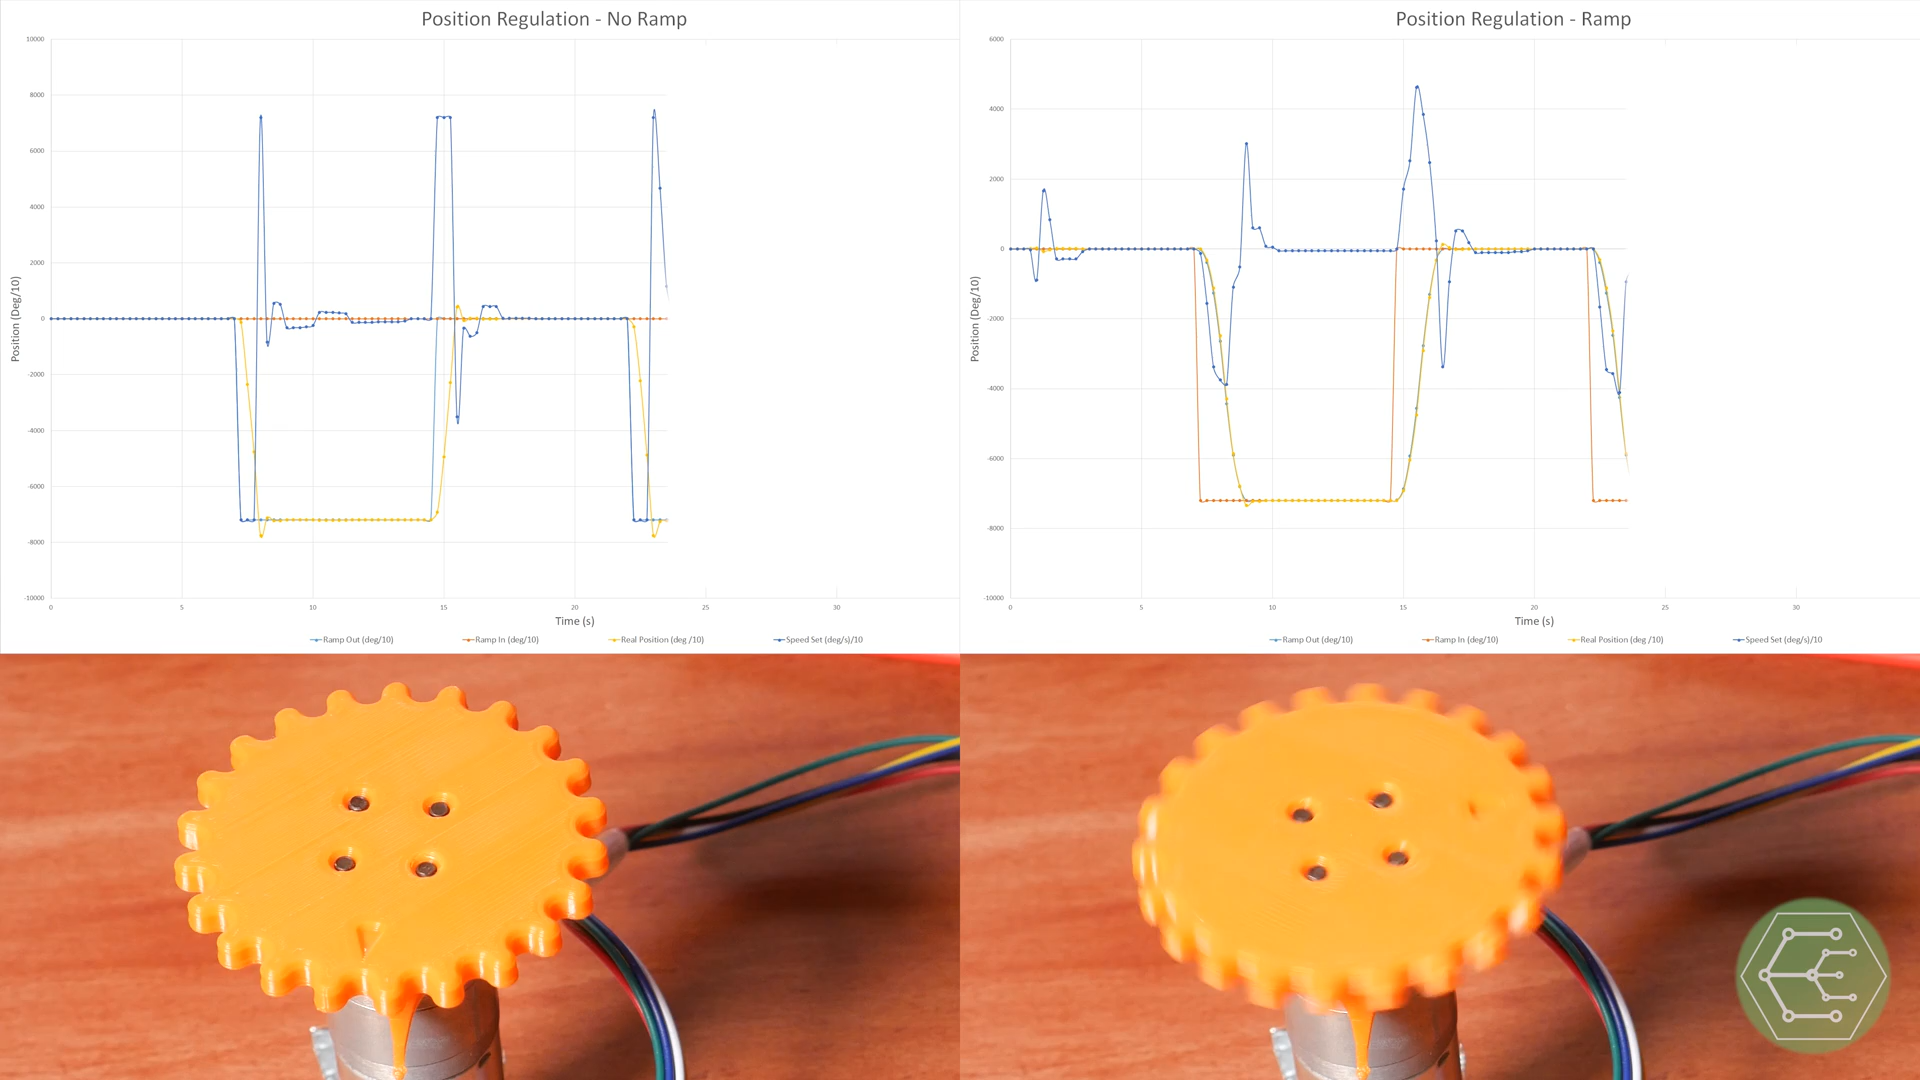 Position Regulation - No Ramp
10000
8000
6000
4000
2000
0
-2000
-4000
-6000
-8000
-10000
Position (Deg/10)
0 5 10 15 20 25 30
Time (s)
Ramp Out (deg/10) Ramp In (deg/10) Real Position (deg /10) Speed Set (deg/s)/10
Position Regulation - Ramp
6000
4000
2000
0
-2000
-4000
-6000
-8000
-10000
Position (Deg/10)
0 5 10 15 20 25 30
Time (s)
Ramp Out (deg/10) Ramp In (deg/10) Real Position (deg /10) Speed Set (deg/s)/10